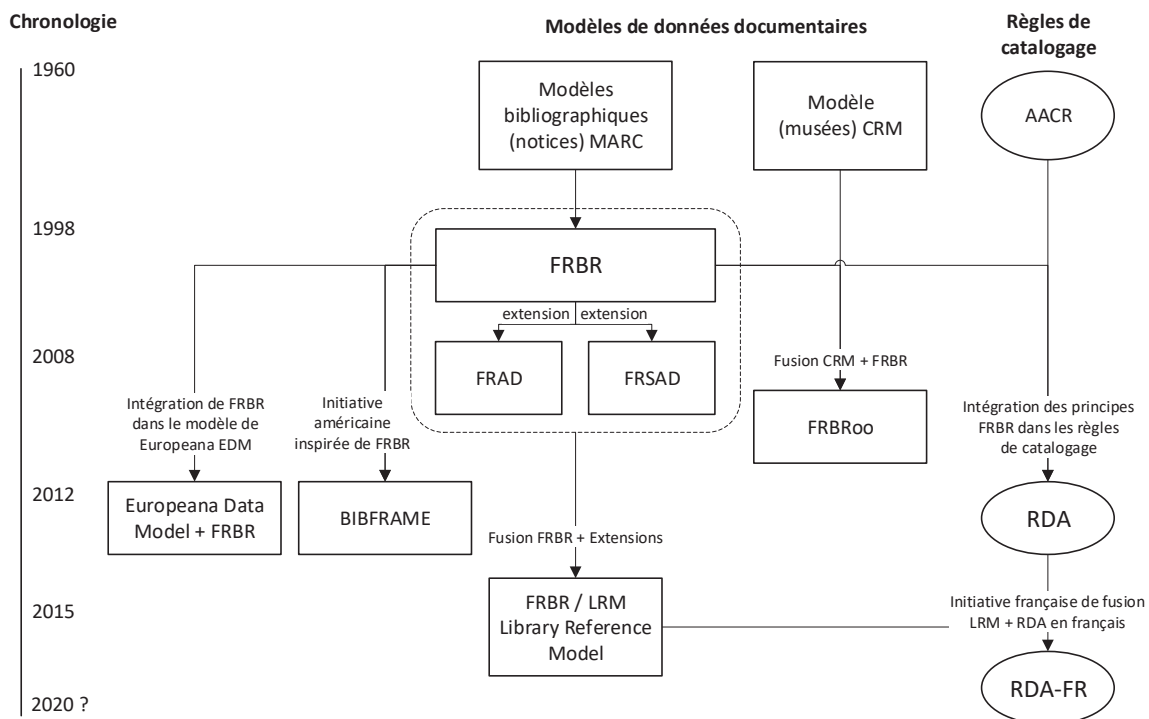 Chronologie
Modèles de données documentaires
Règles de
catalogage
1960
Modèles
bibliographiques
(notices) MARC
Modèle
(musées) CRM
AACR
1998
FRBR
extension
extension
2008
FRAD
FRSAD
Fusion CRM + FRBR
FRBRoo
Intégration de FRBR
dans le modèle de
Europeana EDM
Initiative
américaine
inspirée de FRBR
Intégration des principes
FRBR dans les règles
de catalogage
2012
Europeana Data
Model + FRBR
BIBFRAME
RDA
Fusion FRBR + Extensions
2015
FRBR / LRM
Library Reference
Model
Initiative française de fusion
LRM + RDA en français
RDA-FR
2020 ?